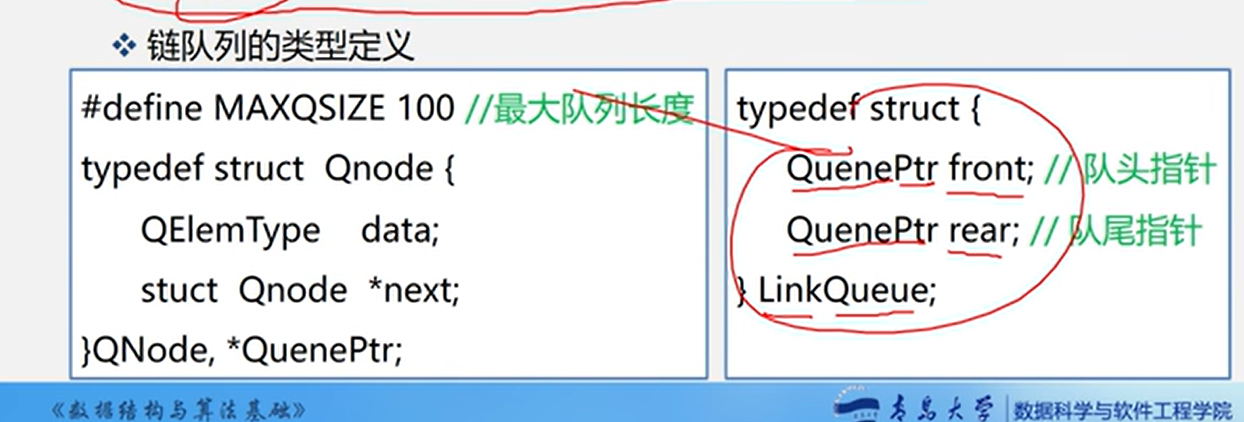 ❖ 链队列的类型定义
#define MAXQSIZE 100 //最大队列长度
typedef struct Qnode {
QElemType data;
stuct Qnode *next;
}QNode, *QuenePtr;
typedef struct {
QuenePtr front; // 队头指针
QuenePtr rear; // 队尾指针
} LinkQueue;
《数据结构与算法基础》
青岛大学 数据科学与软件工程学院